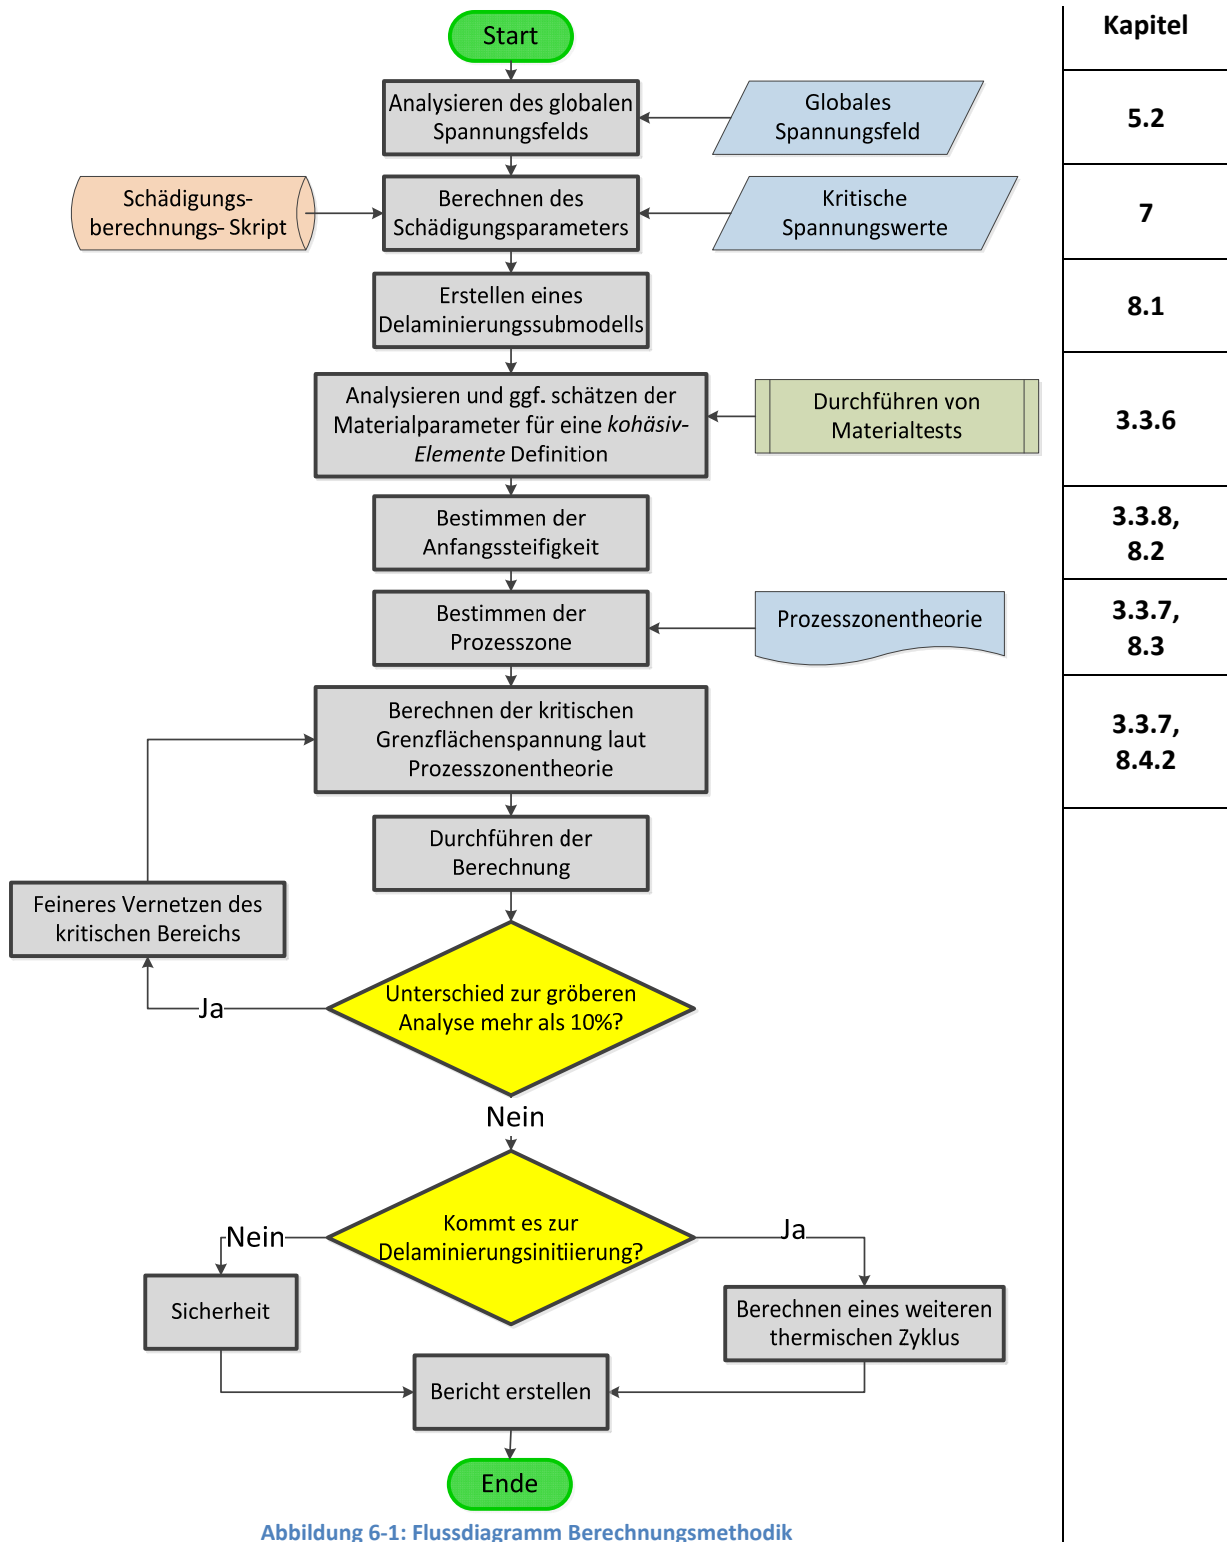 Start
Kapitel
Analysieren des globalen
Spannungsfelds
Globales
Spannungsfeld
5.2
Schädigungs-
berechnungs- Skript
Berechnen des
Schädigungsparameters
Kritische
Spannungswerte
7
Erstellen eines
Delaminierungssubmodells
8.1
Analysieren und ggf. schätzen der
Materialparameter für eine kohäsiv-
Elemente Definition
Durchführen von
Materialtests
3.3.6
Bestimmen der
Anfangssteifigkeit
3.3.8,
8.2
Bestimmen der
Prozesszone
Prozesszonentheorie
3.3.7,
8.3
Berechnen der kritischen
Grenzflächenspannung laut
Prozesszonentheorie
3.3.7,
8.4.2
Durchführen der
Berechnung
Feineres Vernetzen des
kritischen Bereichs
Unterschied zur gröberen
Analyse mehr als 10%?
Ja
Nein
Kommt es zur
Delaminierungsinitiierung?
Nein
Ja
Sicherheit
Berechnen eines weiteren
thermischen Zyklus
Bericht erstellen
Ende
Abbildung 6-1: Flussdiagramm Berechnungsmethodik